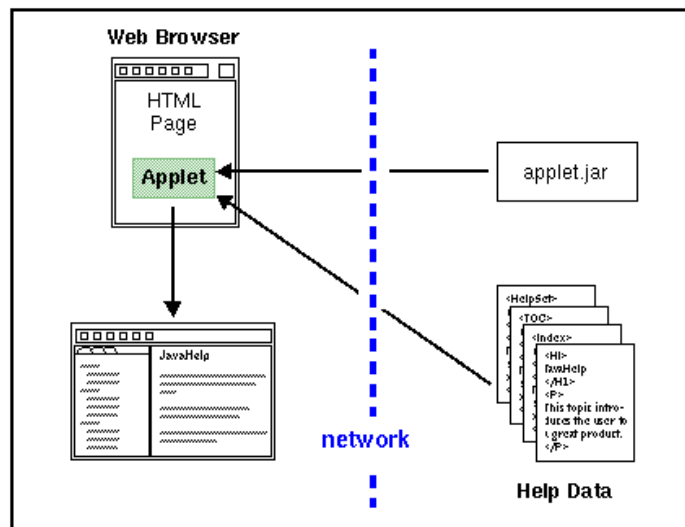 Web Browser
HTML
Page
Applet
applet.jar
JavaHelp
network
<HelpSet>
<TOC>
<Index>
<H1>
JavaHelp
</H1>
<P>
This topic intro-
duces the user to
a great product.
</P>
Help Data